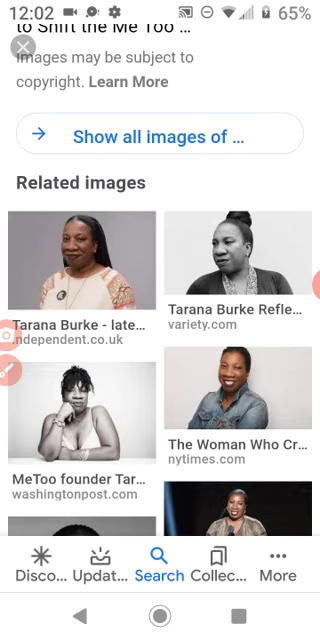 12:02
65%
to Shift the Me Too ...
Images may be subject to
copyright. Learn More
Show all images of ...
Related images
Tarana Burke - late...
independent.co.uk
Tarana Burke Refle...
variety.com
MeToo founder Tar...
washingtonpost.com
The Woman Who Cr...
nytimes.com
Disco...
Updat...
Search
Collec...
More